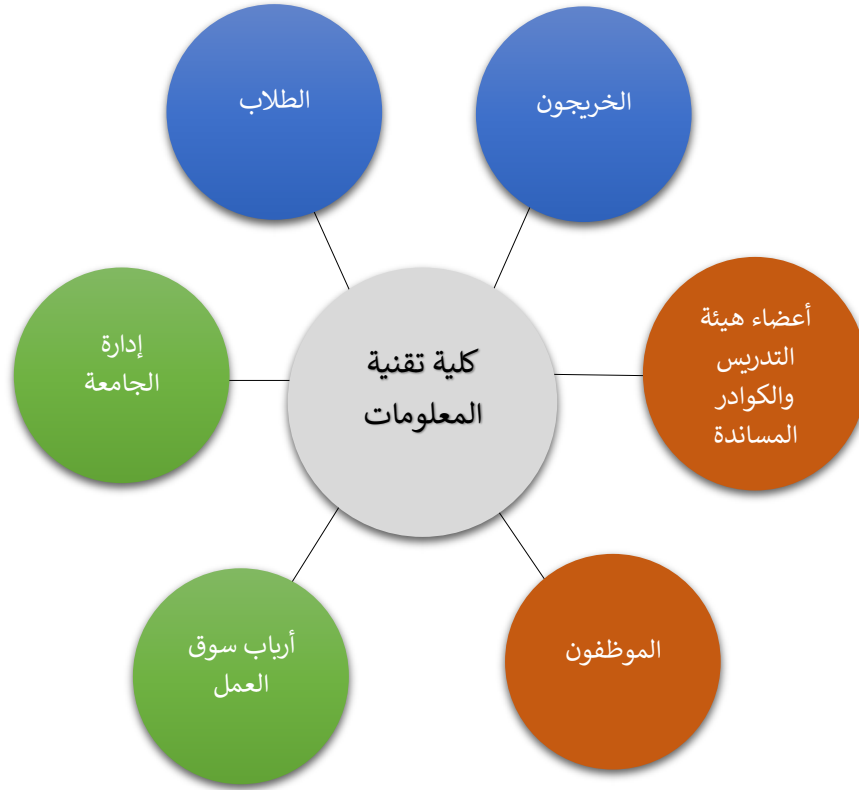 الخريجون
الطلاب
أعضاء هيئة
التدريس
والكوادر
المساندة
كلية تقنية
المعلومات
إدارة
الجامعة
الموظفون
أرباب سوق
العمل